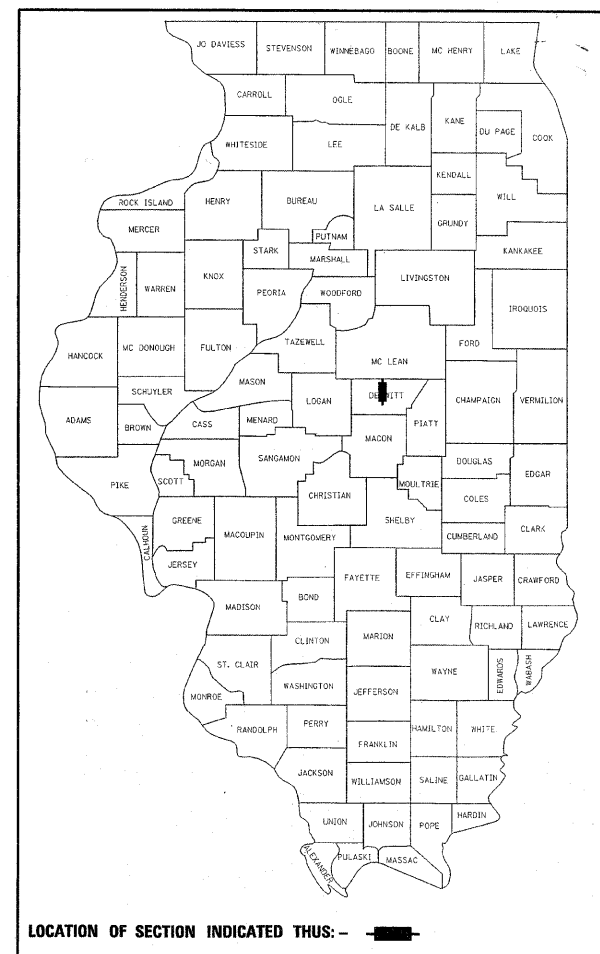 JO DAVIESS STEVENSON WINNEBAGO BOONE MC HENRY LAKE
CARROLL OGLE
DE KALB KANE DU PAGE COOK
WHITESIDE LEE
KENDALL
ROCK ISLAND HENRY BUREAU LA SALLE WILL
MERCER PUTNAM GRUNDY
STARK MARSHALL KANKAKEE
HENDERSON WARREN KNOX PEORIA WOODFORD LIVINGSTON
IROQUOIS
HANCOCK MC DONOUGH FULTON TAZEWELL MC LEAN FORD
MASON
SCHUYLER LOGAN DE WITT CHAMPAIGN VERMILION
ADAMS BROWN CASS MENARD PIATT
MACON
MORGAN SANGAMON DOUGLAS EDGAR
PIKE SCOTT CHRISTIAN MOULTRIE COLES
GREENE SHELBY
CALHOUN MACOUPIN MONTGOMERY CUMBERLAND CLARK
JERSEY FAYETTE EFFINGHAM JASPER CRAWFORD
MADISON BOND
CLAY RICHLAND LAWRENCE
CLINTON MARION
ST. CLAIR WAYNE EDWARDS WABASH
WASHINGTON JEFFERSON
MONROE
RANDOLPH PERRY HAMILTON WHITE
FRANKLIN
JACKSON WILLIAMSON SALINE GALLATIN
UNION JOHNSON POPE HARDIN
ALEXANDER PULASKI MASSAC
LOCATION OF SECTION INDICATED THUS: –